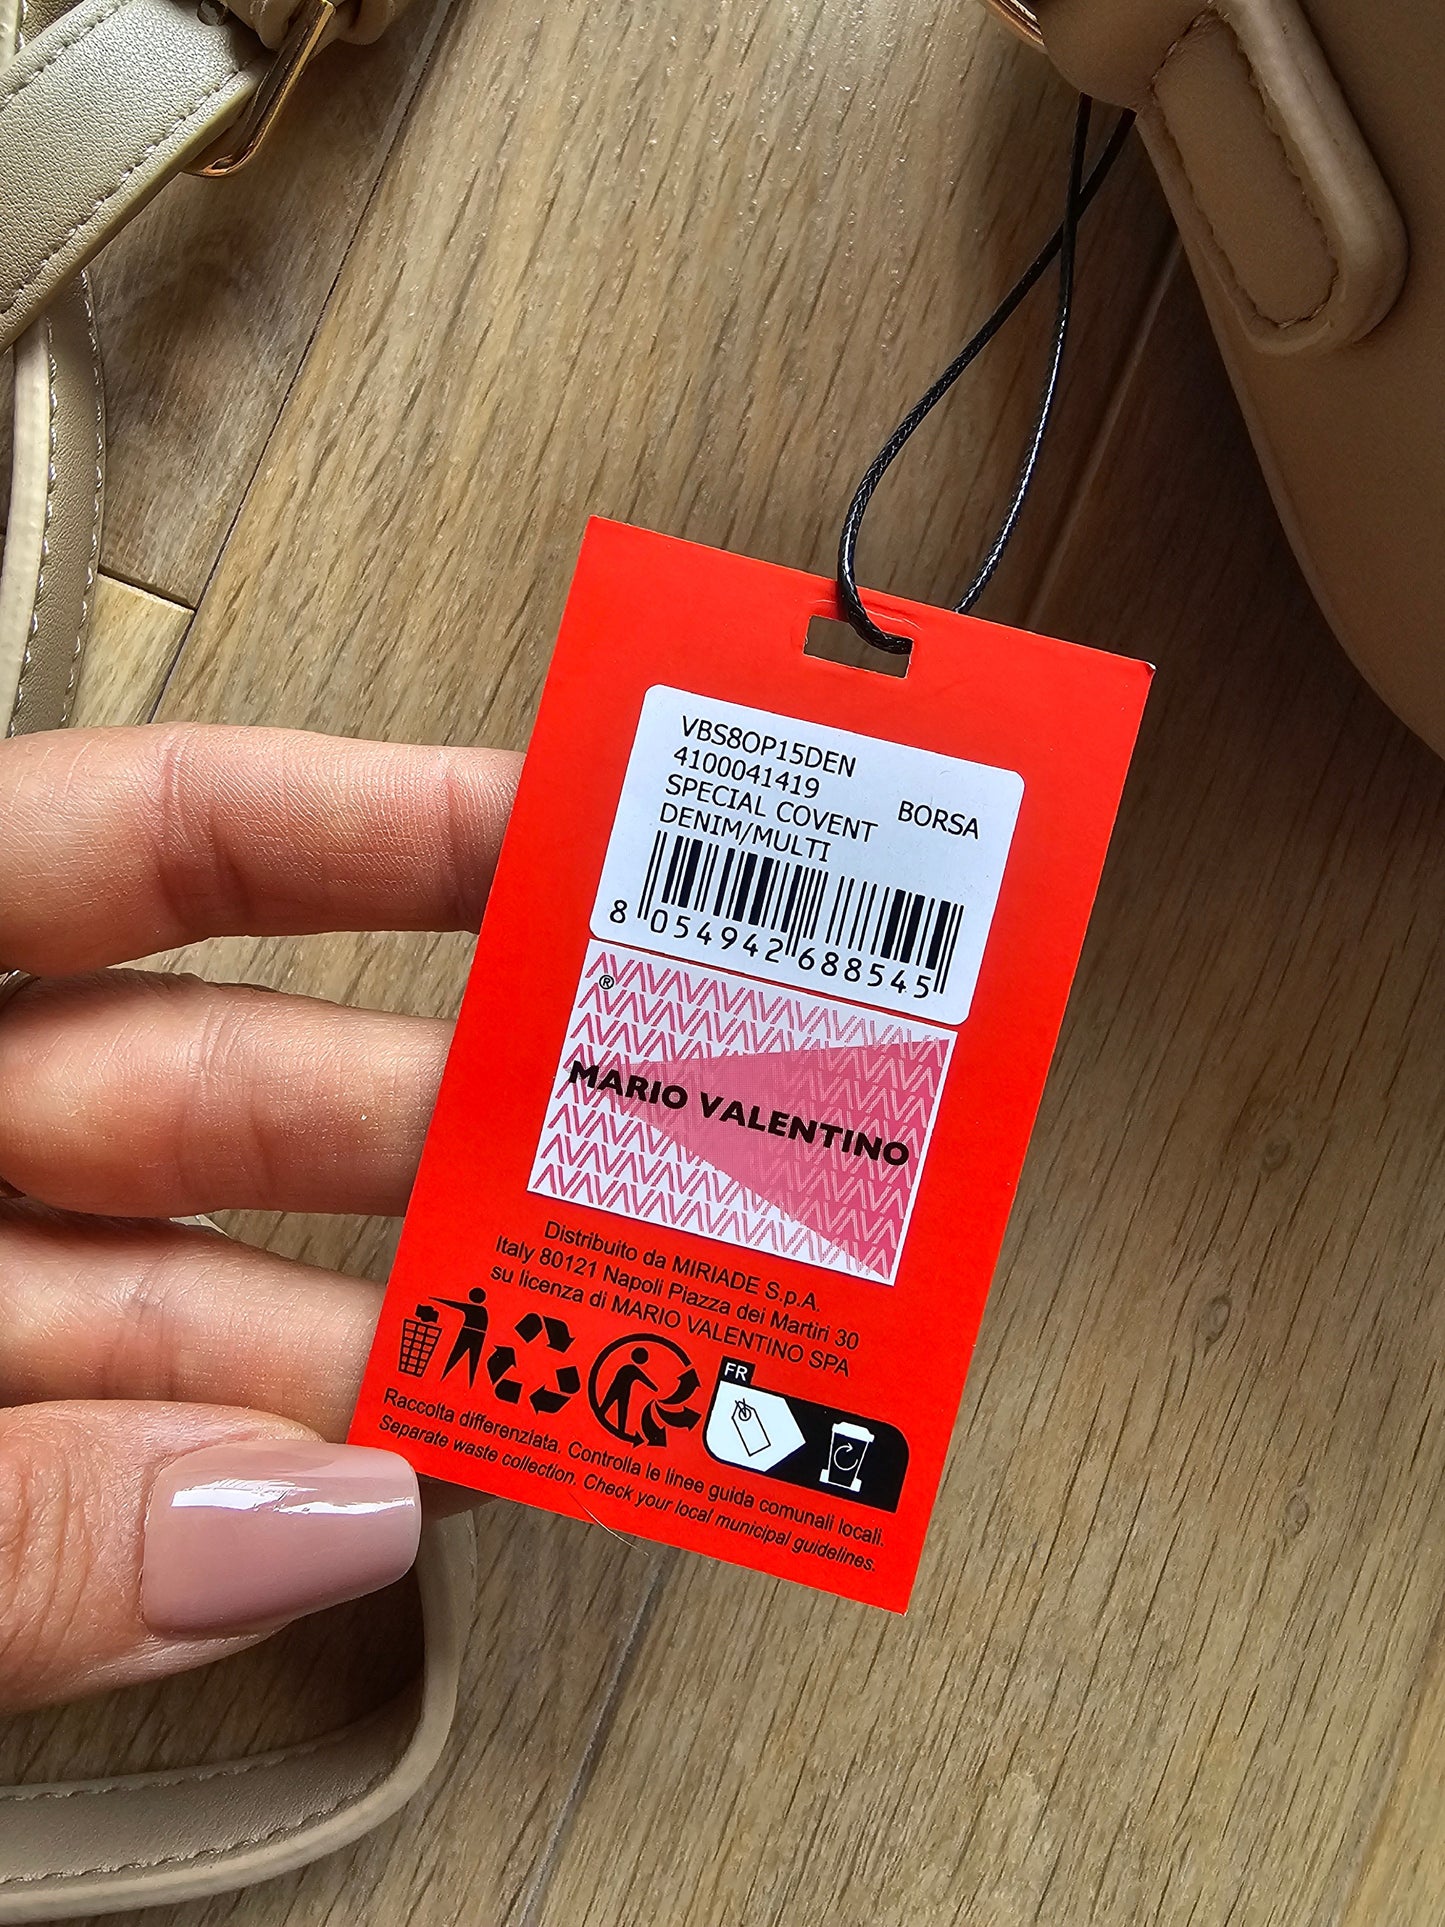 VBS8OP15DEN
4100041419
SPECIAL COVENT BORSA
DENIM/MULTI
8 054942 688545
®
MARIO VALENTINO
Distribuito da MIRIADE S.p.A.
Italy 80121 Napoli Piazza dei Martiri 30
su licenza di MARIO VALENTINO SPA
FR
Raccolta differenziata. Controlla le linee guida comunali locali.
Separate waste collection. Check your local municipal guidelines.